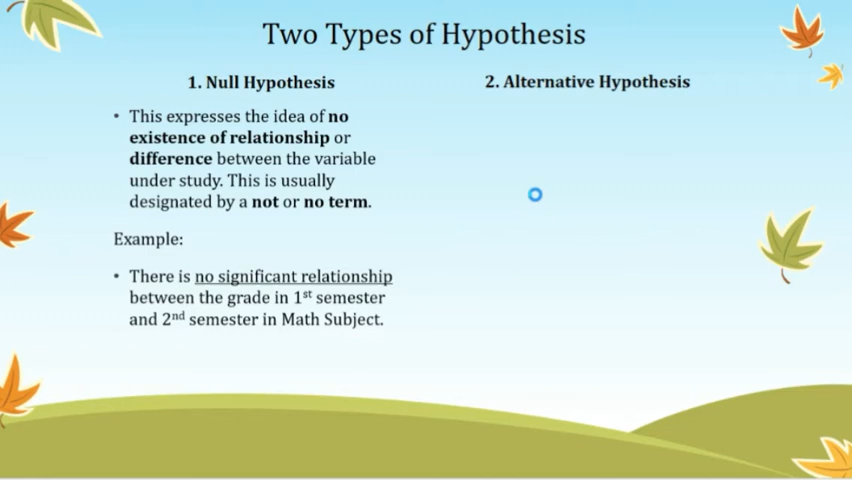 Two Types of Hypothesis
1. Null Hypothesis
• This expresses the idea of no
existence of relationship or
difference between the variable
under study. This is usually
designated by a not or no term.
Example:
• There is no significant relationship
between the grade in 1st semester
and 2nd semester in Math Subject.
2. Alternative Hypothesis